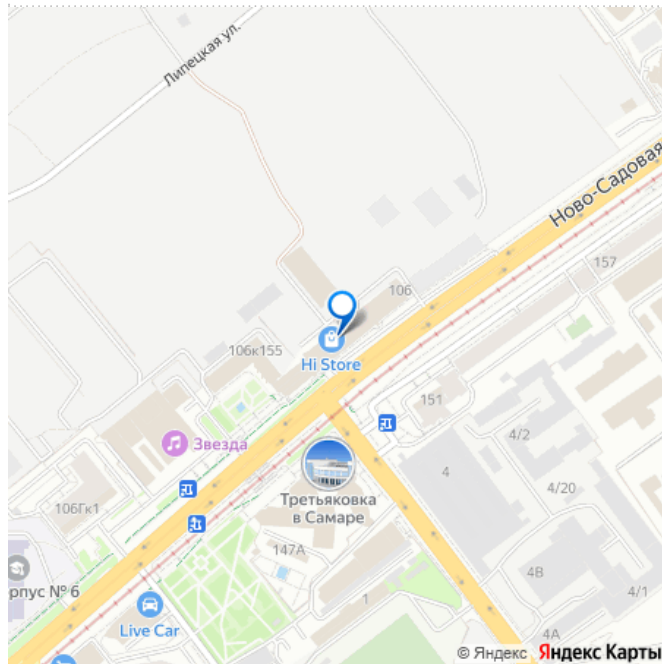 Липецкая ул.
Ново-Садовая
157
106
106к155
Hi Store
151
4/2
Звезда
4
4/20
Третьяковка
в Самаре
106Гк1
147А
4В
рпус № 6
1
4/1
Live Car
4А
© Яндекс Яндекс Карты